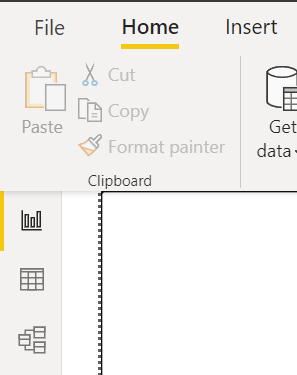 File Home Insert
Cut
Copy
Paste
Format painter
Get
data
Clipboard